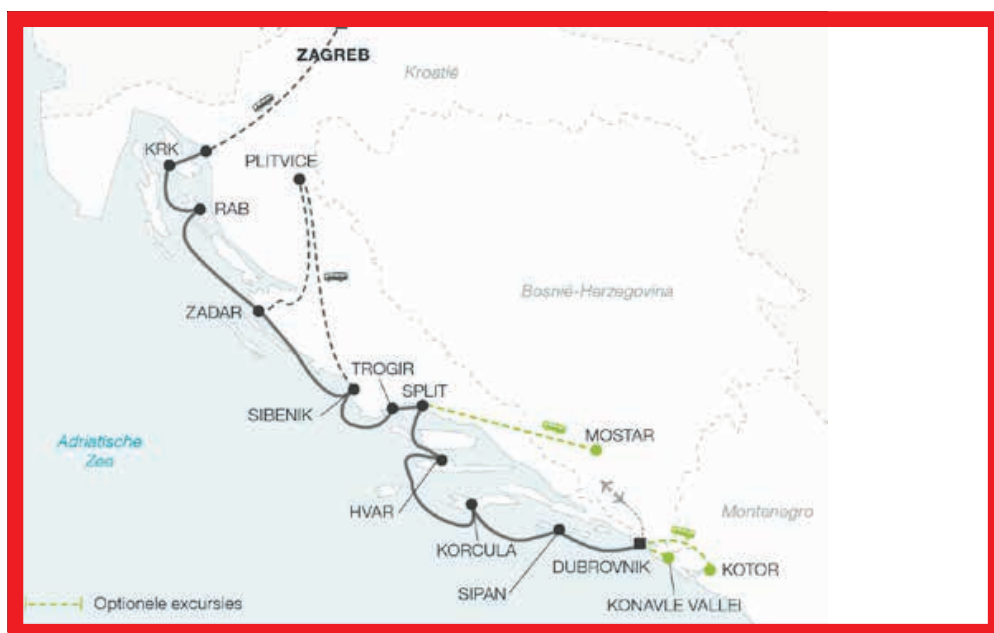 ZAGREB
Kroatië
KRK
PLITVICE
RAB
Bosnië-Herzegovina
ZADAR
TROGIR
SPLIT
SIBENIK
MOSTAR
Adriatische
Zee
HVAR
Montenegro
KORCULA
DUBROVNIK
KOTOR
SIPAN
KONAVLE VALLEI
Optionele excursies